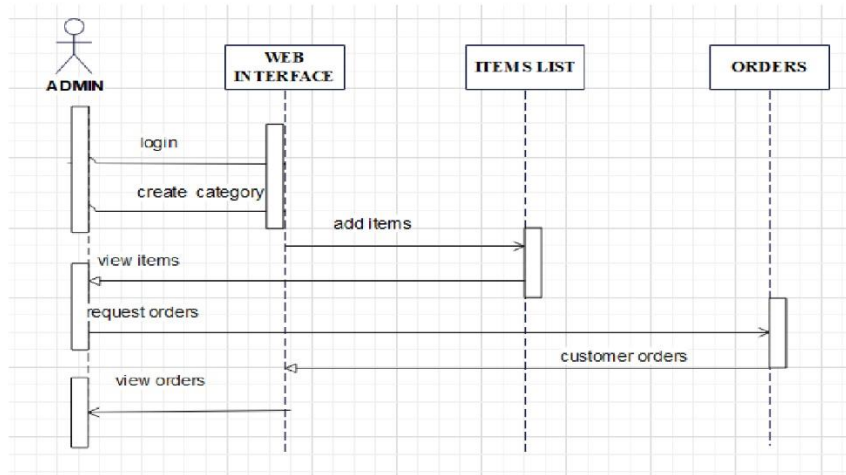 WEB
INTERFACE
ITEMS LIST
ORDERS
ADMIN
login
create category
add items
view items
request orders
customer orders
view orders